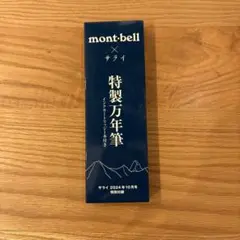 mont-bell
×
サライ
特製万年筆
サライ 2024年10月号
特別付録